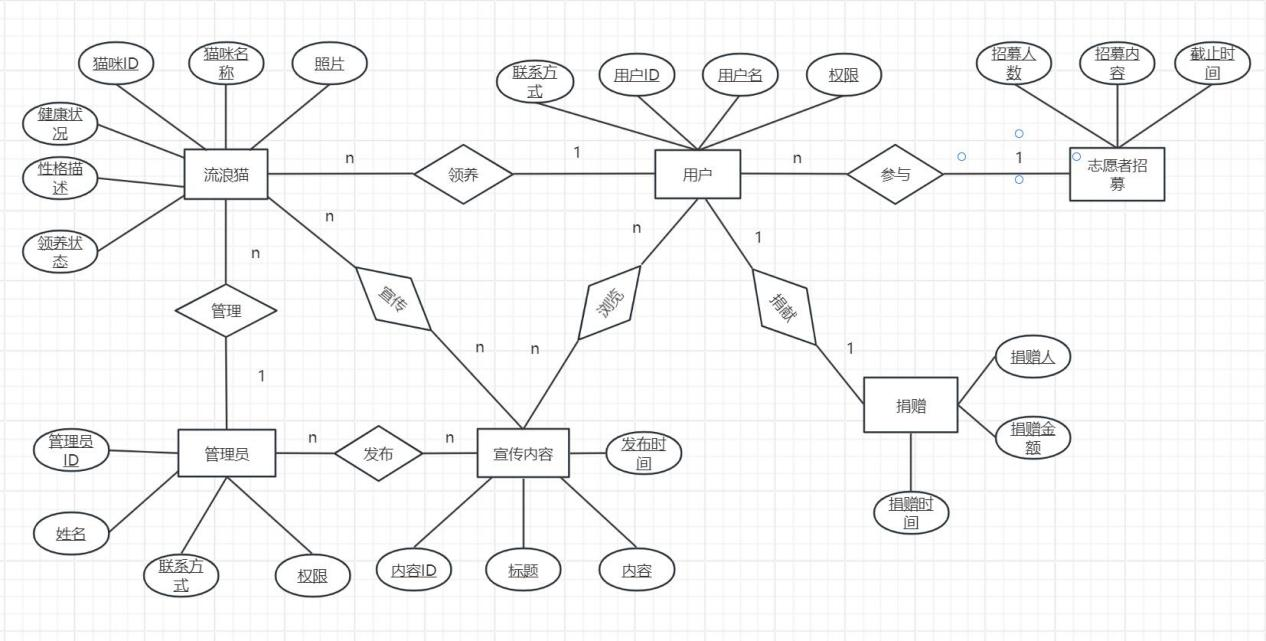 猫咪ID
猫咪名
称
照片
联系方
式
用户ID
用户名
权限
招募人
数
招募内
容
截止时
间
健康状
况
性格描
述
领养状
态
流浪猫
n
领养
1
用户
n
参与
1
志愿者招
募
n
n
n
1
管理
宣传
浏览
捐献
1
n
n
1
捐赠人
捐赠
捐赠金
额
捐赠时
间
管理员
ID
管理员
n
发布
n
宣传内容
发布时
间
姓名
联系方
式
权限
内容ID
标题
内容